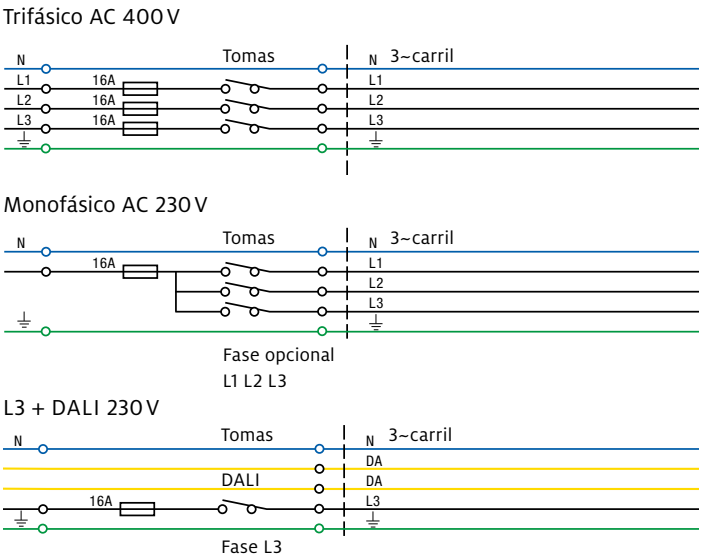 Trifásico AC 400 V
N Tomas N 3~carril
L1 16A L1
L2 16A L2
L3 16A L3
Monofásico AC 230 V
N Tomas N 3~carril
16A L1
L2
L3
Fase opcional
L1 L2 L3
L3 + DALI 230 V
N Tomas N 3~carril
DA
DALI DA
16A L3
Fase L3